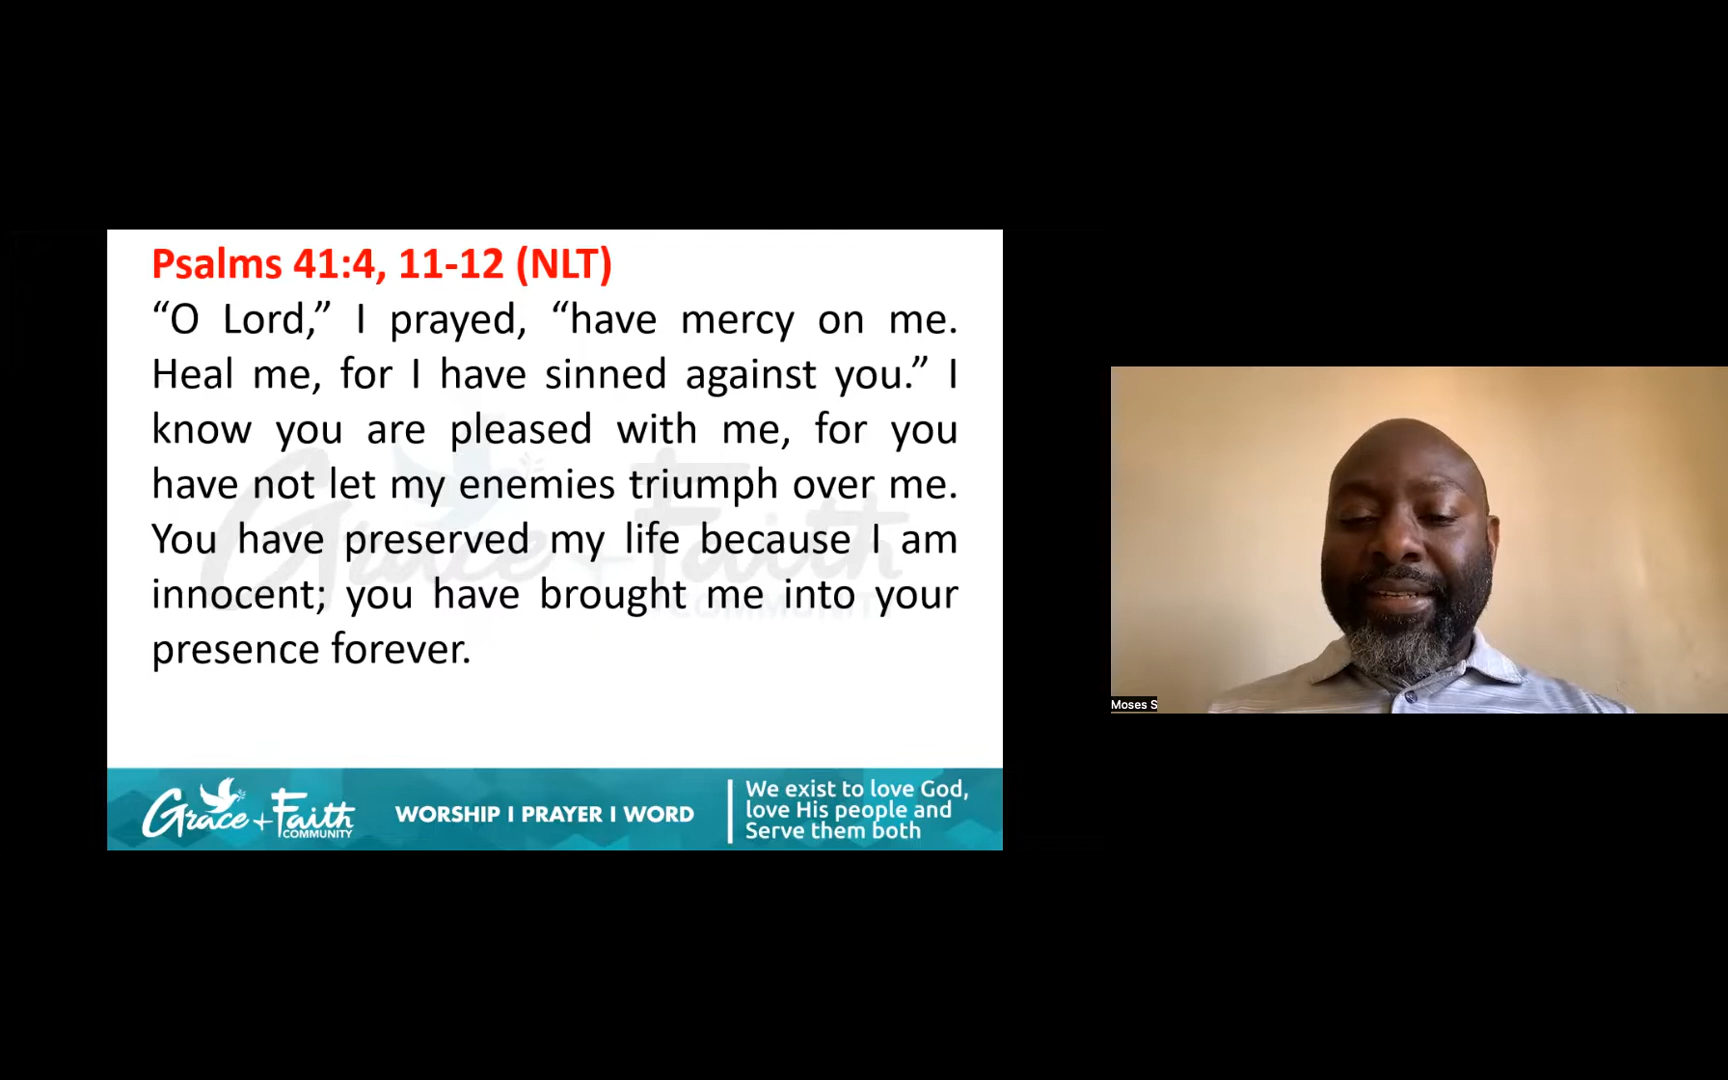 Psalms 41:4, 11-12 (NLT)
“O Lord,” I prayed, “have mercy on me.
Heal me, for I have sinned against you.” I
know you are pleased with me, for you
have not let my enemies triumph over me.
You have preserved my life because I am
innocent; you have brought me into your
presence forever.
Grace + Faith
COMMUNITY
Grace + Faith
COMMUNITY
WORSHIP I PRAYER I WORD
We exist to love God,
love His people and
Serve them both
Moses S